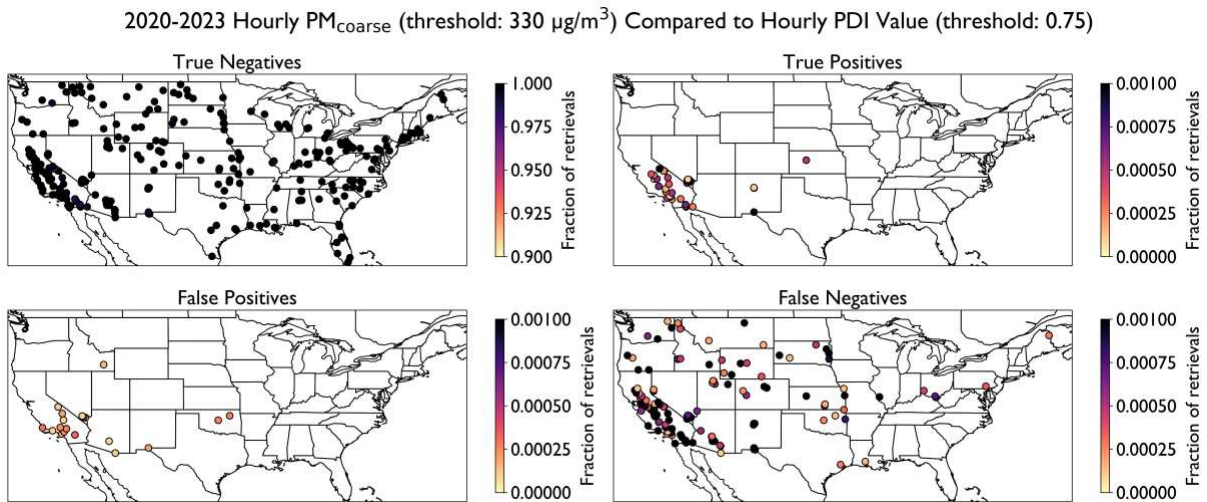 2020-2023 Hourly PMcoarse (threshold: 330 µg/m³) Compared to Hourly PDI Value (threshold: 0.75)
True Negatives
1.000
0.975
0.950
0.925
0.900
Fraction of retrievals
True Positives
0.00100
0.00075
0.00050
0.00025
0.00000
Fraction of retrievals
False Positives
0.00100
0.00075
0.00050
0.00025
0.00000
Fraction of retrievals
False Negatives
0.00100
0.00075
0.00050
0.00025
0.00000
Fraction of retrievals